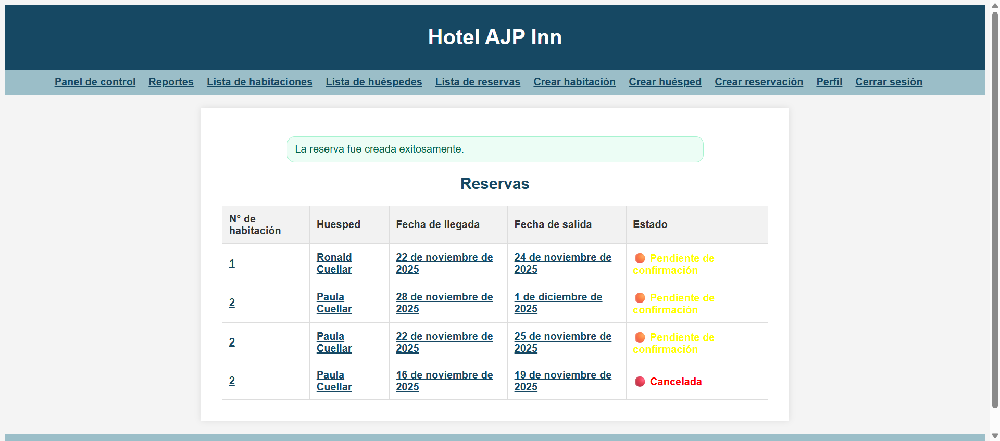 Hotel AJP Inn
Panel de control Reportes Lista de habitaciones Lista de huéspedes Lista de reservas Crear habitación Crear huésped Crear reservación Perfil Cerrar sesión
La reserva fue creada exitosamente.
Reservas
N° de
habitación
Huesped
Fecha de llegada
Fecha de salida
Estado
1
Ronald
Cuellar
22 de noviembre de
2025
24 de noviembre de
2025
Pendiente de
confirmación
2
Paula
Cuellar
28 de noviembre de
2025
1 de diciembre de
2025
Pendiente de
confirmación
2
Paula
Cuellar
22 de noviembre de
2025
25 de noviembre de
2025
Pendiente de
confirmación
2
Paula
Cuellar
16 de noviembre de
2025
19 de noviembre de
2025
Cancelada